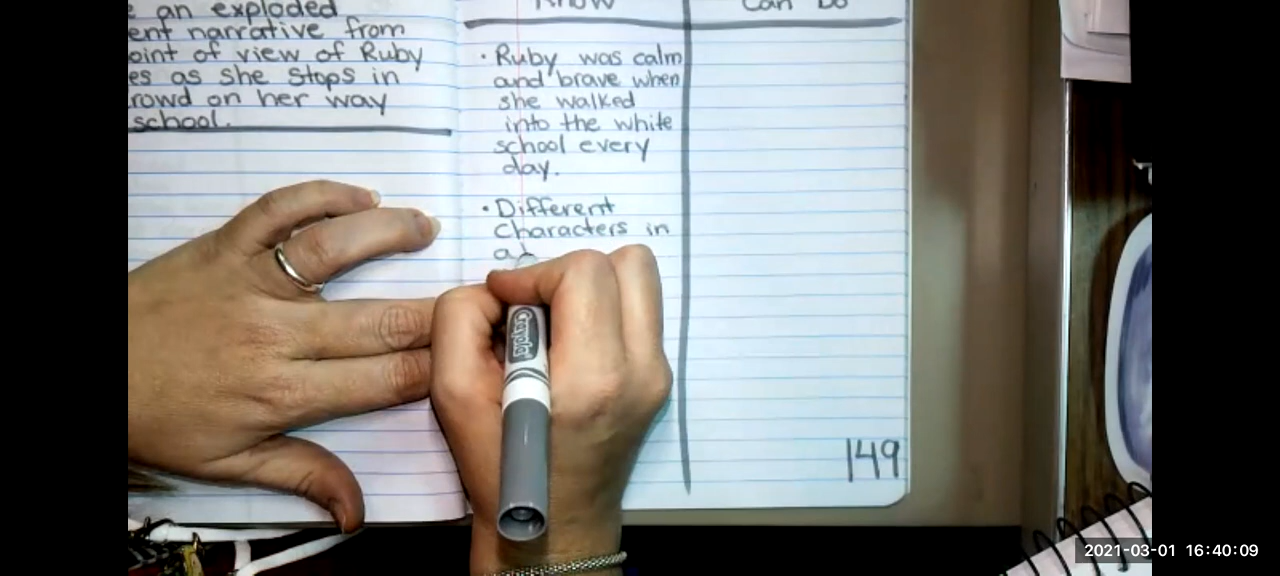 an exploded
ent narrative from
oint of view of Ruby
es as she stops in
rowd on her way
school.
Know
Can Do
• Ruby was calm
and brave when
she walked
into the white
school every
day.
• Different
characters in
a
Crayola
149
2021-03-01 16:40:09